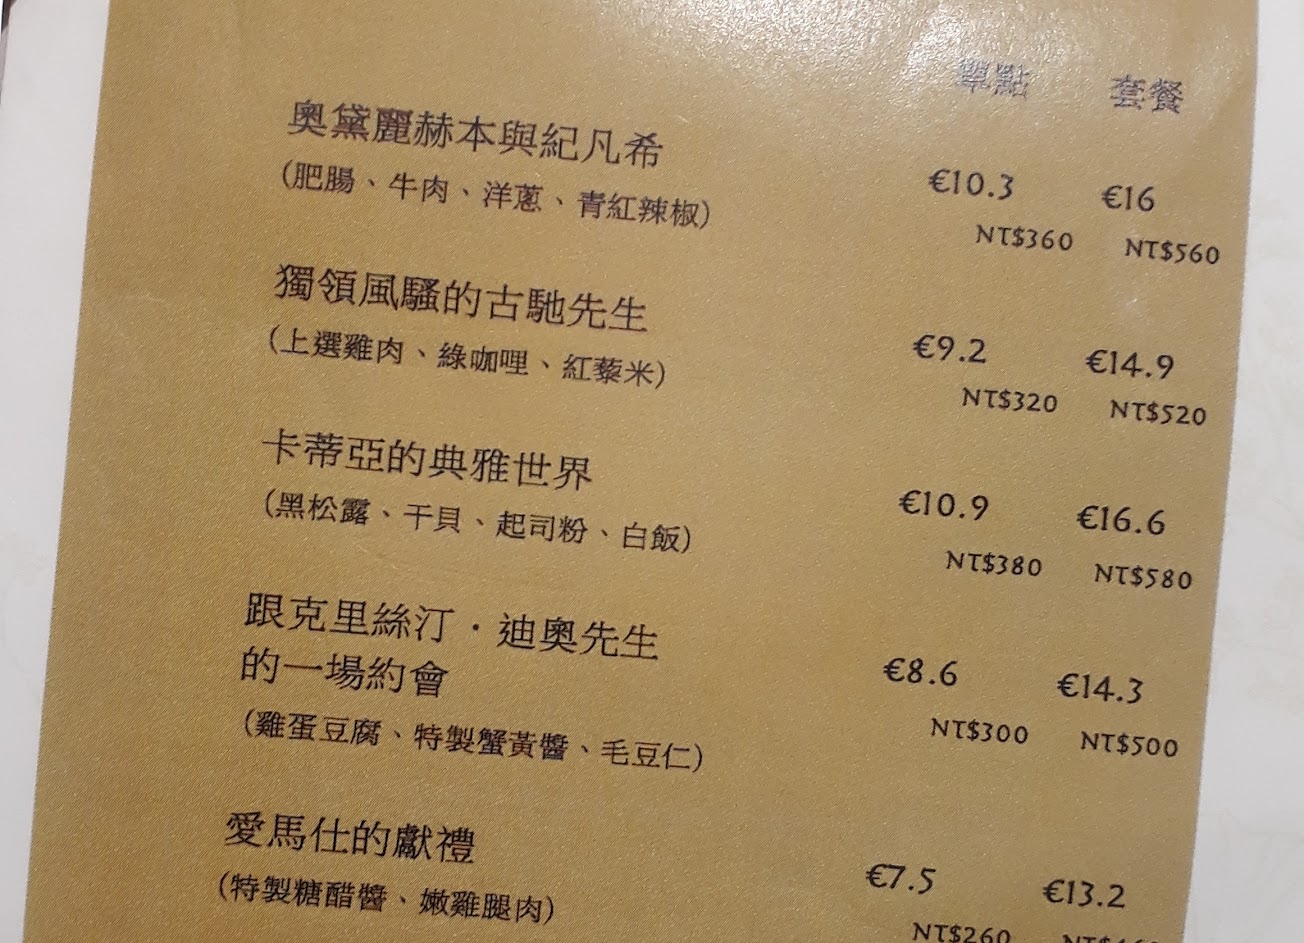 單點 套餐
奧黛麗赫本與紀凡希
(肥腸、牛肉、洋蔥、青紅辣椒)
€10.3 €16
NT$360 NT$560
獨領風騷的古馳先生
(上選雞肉、綠咖哩、紅藜米)
€9.2 €14.9
NT$320 NT$520
卡蒂亞的典雅世界
(黑松露、干貝、起司粉、白飯)
€10.9 €16.6
NT$380 NT$580
跟克里絲汀·迪奧先生
的一場約會
(雞蛋豆腐、特製蟹黃醬、毛豆仁)
€8.6 €14.3
NT$300 NT$500
愛馬仕的獻禮
(特製糖醋醬、嫩雞腿肉)
€7.5 €13.2
NT$260